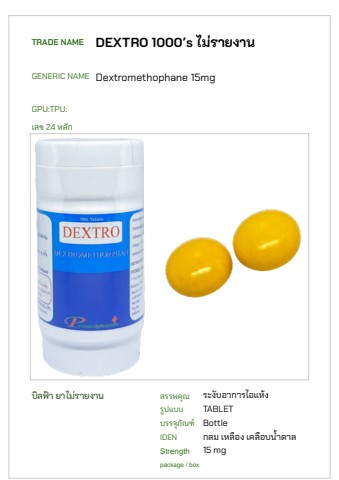 TRADE NAME DEXTRO 1000's ไม่รายงาน
GENERIC NAME Dextromethophane 15mg
GPU:TPU:
เลข 24 หลัก
DEXTRO
DEXTROMETHORPHAN
บิลฟ้า ยาไม่รายงาน
สรรพคุณ ระงับอาการไอแห้ง
รูปแบบ TABLET
บรรจุภัณฑ์ Bottle
IDEN กลม เหลือง เคลือบน้ำตาล
Strength 15 mg
package / box